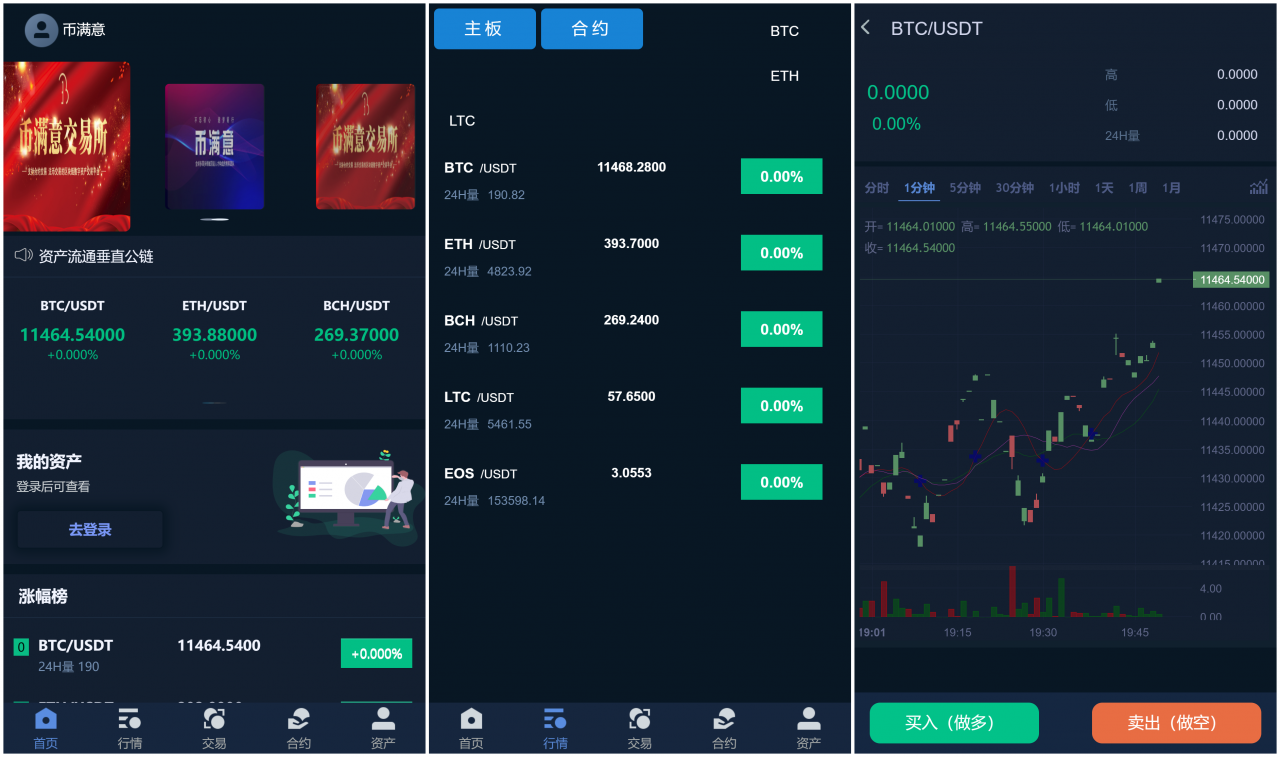 币满意
币满意交易所
币满意
币满意交易所
资产流通垂直公链
BTC/USDT
ETH/USDT
BCH/USDT
11464.54000
393.88000
269.37000
+0.000%
+0.000%
+0.000%
我的资产
登录后可查看
去登录
涨幅榜
0
BTC/USDT
11464.5400
+0.000%
24H量 190
首页
行情
交易
合约
资产
主板
合约
BTC
ETH
LTC
BTC /USDT
11468.2800
0.00%
24H量 190.82
ETH /USDT
393.7000
0.00%
24H量 4823.92
BCH /USDT
269.2400
0.00%
24H量 1110.23
LTC /USDT
57.6500
0.00%
24H量 5461.55
EOS /USDT
3.0553
0.00%
24H量 153598.14
首页
行情
交易
合约
资产
BTC/USDT
高
0.0000
0.0000
低
0.0000
0.00%
24H量
0.0000
分时
1分钟
5分钟
30分钟
1小时
1天
1周
1月
开= 11464.01000 高= 11464.55000 低= 11464.01000
收= 11464.54000
11475.00000
11470.00000
11464.54000
11460.00000
11455.00000
11450.00000
11445.00000
11440.00000
11435.00000
11430.00000
11425.00000
11420.00000
11415.00000
4.00
0.00
19:01
19:15
19:30
19:45
买入（做多）
卖出（做空）